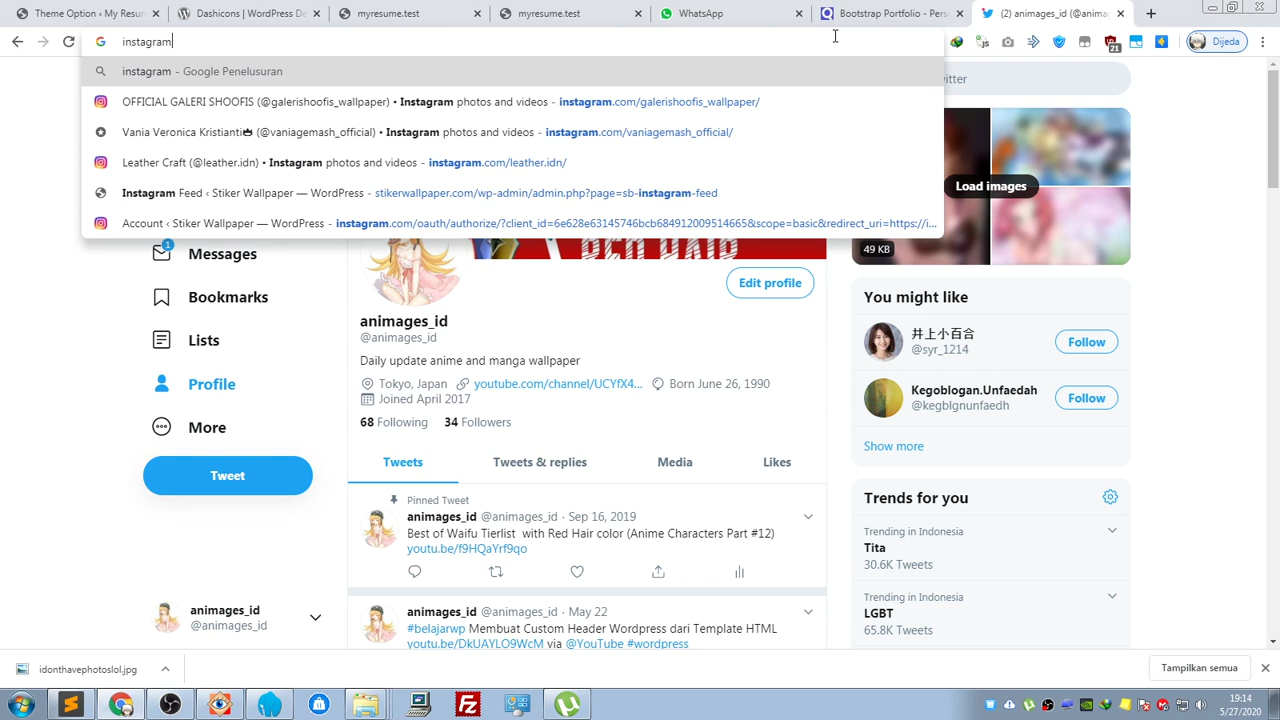 Theme Word
Dashicons | WordPress De
myresume.test
myresume.test
WhatsApp
Bootstrap Portfolio - Pers
(2) animages_id (@anima
instagram
21
Dijeda
instagram - Google Penelusuran
OFFICIAL GALERI SHOOFIS (@galerishoofis_wallpaper) • Instagram photos and videos - instagram.com/galerishoofis_wallpaper/
Vania Veronica Kristianti (@vaniagemash_official) • Instagram photos and videos - instagram.com/vaniagemash_official/
Leather Craft (@leather.idn) • Instagram photos and videos - instagram.com/leather.idn/
Instagram Feed ‹ Stiker Wallpaper — WordPress - stikerwallpaper.com/wp-admin/admin.php?page=sb-instagram-feed
Account ‹ Stiker Wallpaper — WordPress - instagram.com/oauth/authorize/?client_id=6e628e63145746bcb684912009514665&scope=basic&redirect_uri=https://i...
witter
Load images
49 KB
1
Messages
Bookmarks
Lists
Profile
More
Tweet
animages_id
@animages_id
RED HAIR
Edit profile
animages_id
@animages_id
Daily update anime and manga wallpaper
Tokyo, Japan youtube.com/channel/UCYfX4... Born June 26, 1990
Joined April 2017
68 Following 34 Followers
Tweets Tweets & replies Media Likes
Pinned Tweet
animages_id @animages_id · Sep 16, 2019
Best of Waifu Tierlist with Red Hair color (Anime Characters Part #12)
youtu.be/f9HQaYrf9qo
animages_id @animages_id · May 22
#belajarwp Membuat Custom Header Wordpress dari Template HTML
youtu.be/DkUAYLO9WcM via @YouTube #wordpress
You might like
井上小百合
@syr_1214
Follow
Kegoblogan.Unfaedah
@kegblgnunfaedh
Follow
Show more
Trends for you
Trending in Indonesia
Tita
30.6K Tweets
Trending in Indonesia
LGBT
65.8K Tweets
idonthavephotoslol.jpg
Tampilkan semua
19:14
5/27/2020